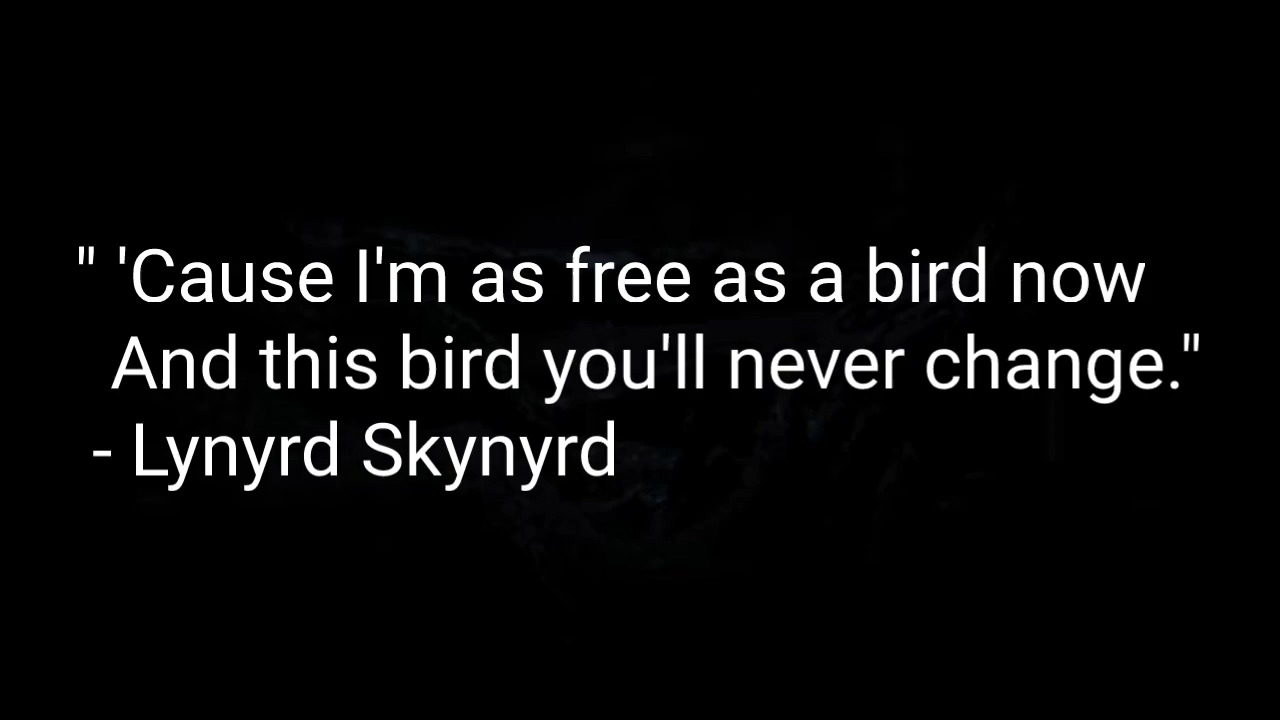 " 'Cause I'm as free as a bird now
And this bird you'll never change."
- Lynyrd Skynyrd